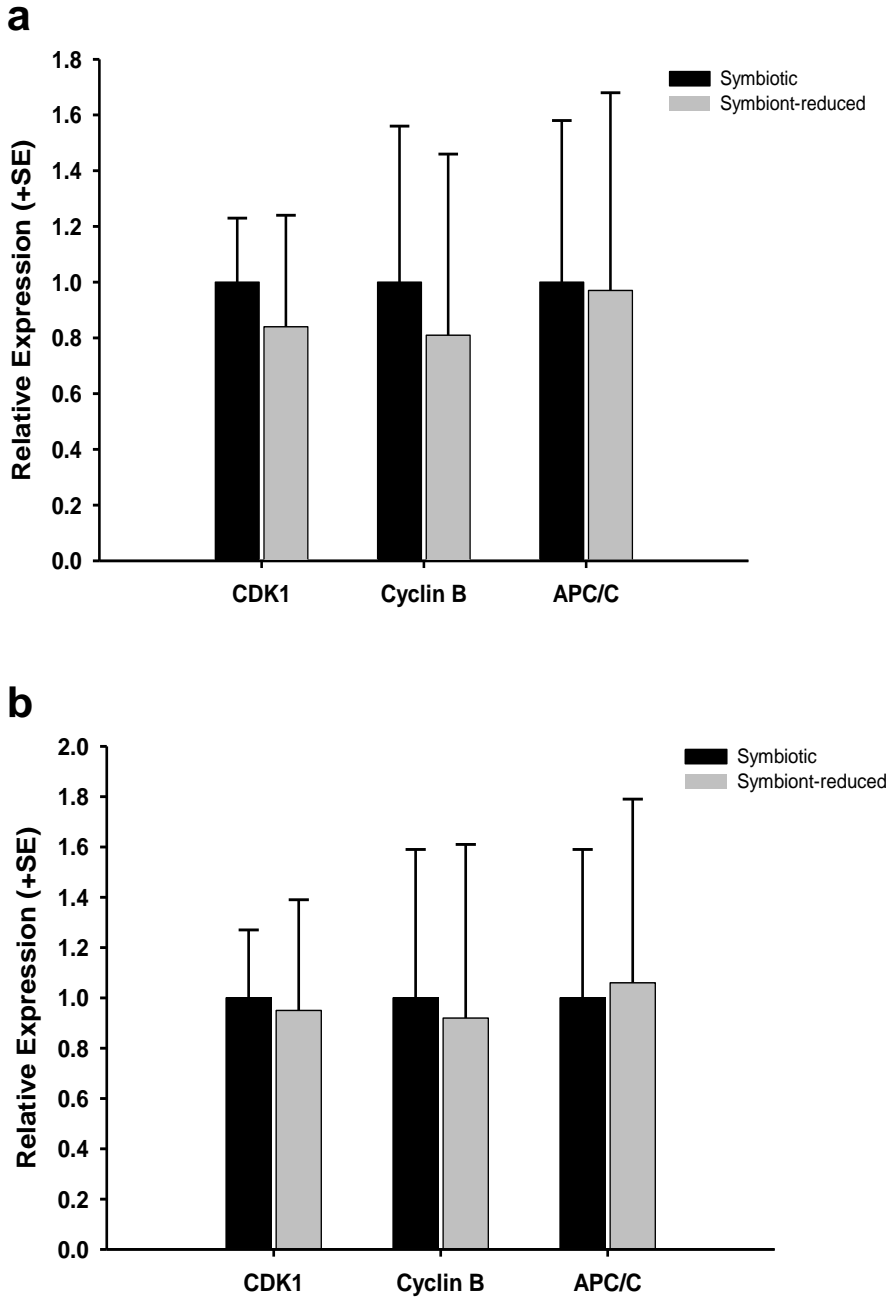 a
1.8
1.6
1.4
1.2
1.0
0.8
0.6
0.4
0.2
0.0
Relative Expression (+SE)
Symbiotic
Symbiont-reduced
CDK1 Cyclin B APC/C
b
2.0
1.8
1.6
1.4
1.2
1.0
0.8
0.6
0.4
0.2
0.0
Relative Expression (+SE)
Symbiotic
Symbiont-reduced
CDK1 Cyclin B APC/C